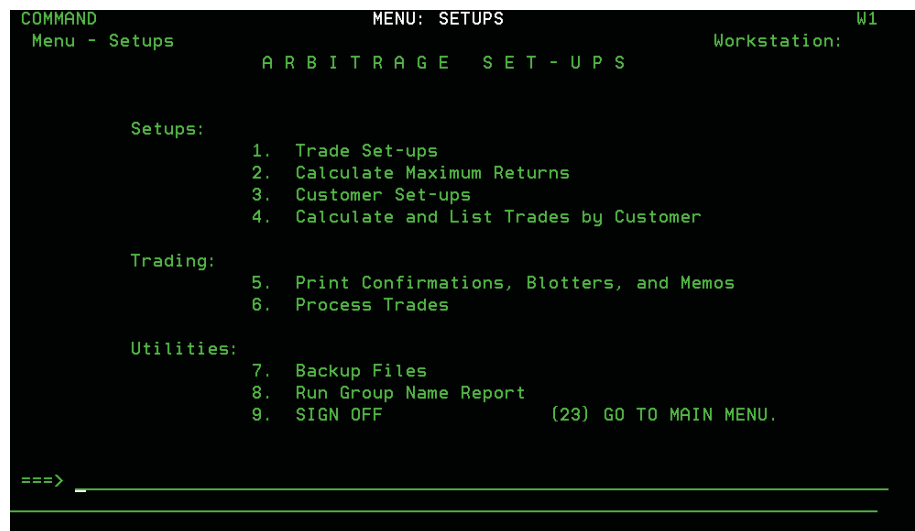 COMMAND MENU: SETUPS W1
Menu - Setups Workstation:
A R B I T R A G E   S E T - U P S
Setups:
1. Trade Set-ups
2. Calculate Maximum Returns
3. Customer Set-ups
4. Calculate and List Trades by Customer
Trading:
5. Print Confirmations, Blotters, and Memos
6. Process Trades
Utilities:
7. Backup Files
8. Run Group Name Report
9. SIGN OFF (23) GO TO MAIN MENU.
===>